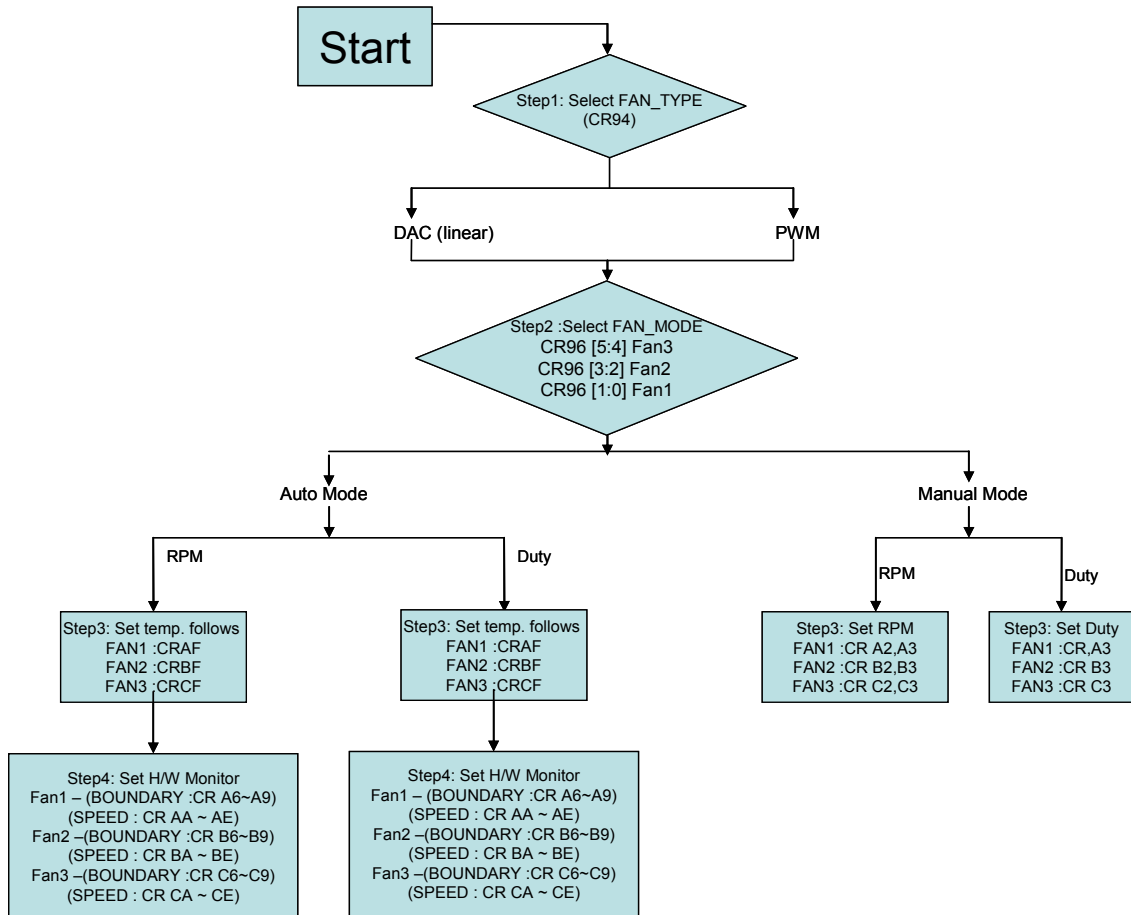 Start
Step1: Select FAN_TYPE
(CR94)
DAC (linear)
PWM
Step2 :Select FAN_MODE
CR96 [5:4] Fan3
CR96 [3:2] Fan2
CR96 [1:0] Fan1
Auto Mode
Manual Mode
RPM
Duty
RPM
Duty
Step3: Set temp. follows
FAN1 :CRAF
FAN2 :CRBF
FAN3 :CRCF
Step3: Set temp. follows
FAN1 :CRAF
FAN2 :CRBF
FAN3 :CRCF
Step3: Set RPM
FAN1 :CR A2,A3
FAN2 :CR B2,B3
FAN3 :CR C2,C3
Step3: Set Duty
FAN1 :CR,A3
FAN2 :CR B3
FAN3 :CR C3
Step4: Set H/W Monitor
Fan1 – (BOUNDARY :CR A6~A9)
(SPEED : CR AA ~ AE)
Fan2 –(BOUNDARY :CR B6~B9)
(SPEED : CR BA ~ BE)
Fan3 –(BOUNDARY :CR C6~C9)
(SPEED : CR CA ~ CE)
Step4: Set H/W Monitor
Fan1 – (BOUNDARY :CR A6~A9)
(SPEED : CR AA ~ AE)
Fan2 –(BOUNDARY :CR B6~B9)
(SPEED : CR BA ~ BE)
Fan3 –(BOUNDARY :CR C6~C9)
(SPEED : CR CA ~ CE)